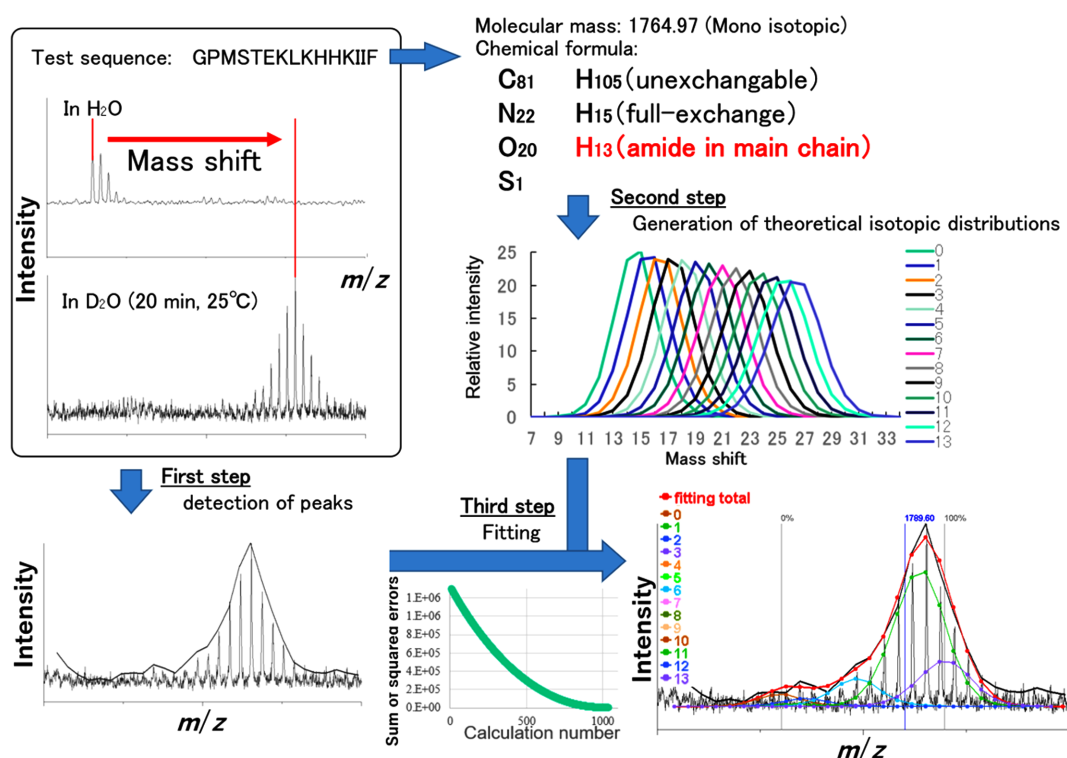 Test sequence: GPMSTEKLKHHKIIF
In H2O
Mass shift
Intensity
m/z
In D2O (20 min, 25℃)
Molecular mass: 1764.97 (Mono isotopic)
Chemical formula:
C81 H105(unexchangable)
N22 H15(full-exchange)
O20 H13(amide in main chain)
S1
Second step
Generation of theoretical isotopic distributions
Relative intensity
25
20
15
10
5
0
7 9 11 13 15 17 19 21 23 25 27 29 31 33
Mass shift
0
1
2
3
4
5
6
7
8
9
10
11
12
13
First step
detection of peaks
Intensity
m/z
Third step
Fitting
Sum of squared errors
1.E+06
1.E+06
8.E+05
6.E+05
4.E+05
2.E+05
0.E+00
0 500 1000
Calculation number
fitting total
0
1
2
3
4
5
6
7
8
9
10
11
12
13
0% 1789.60 100%
Intensity
m/z